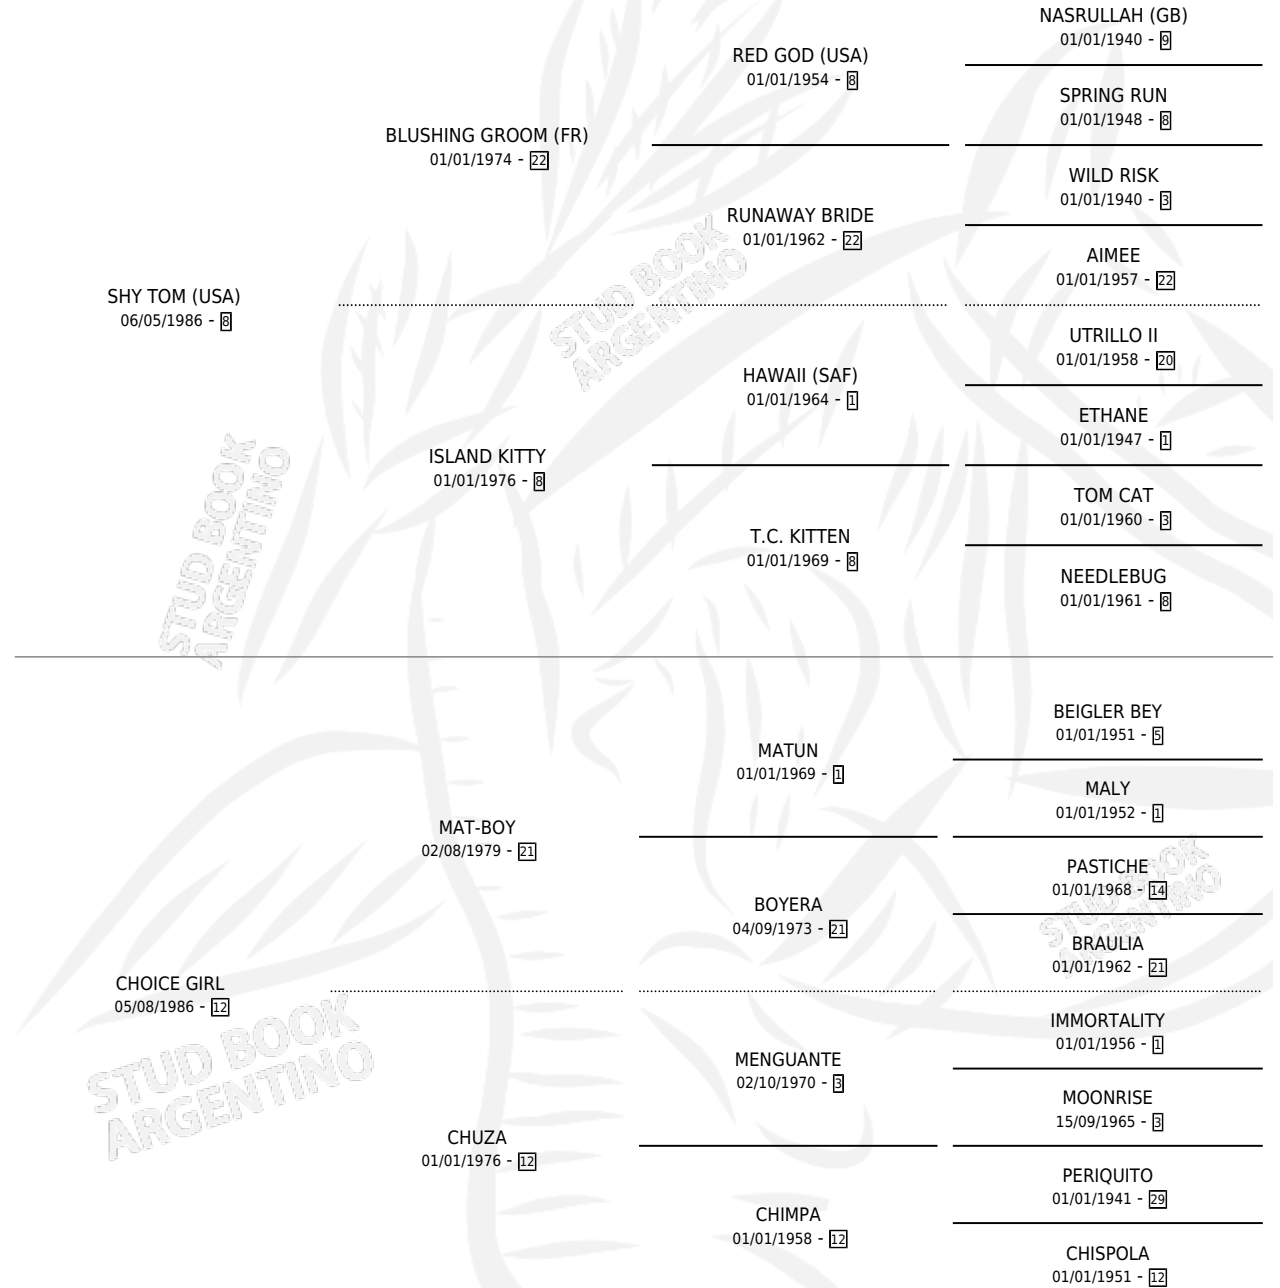 NASRULLAH (GB)
01/01/1940 - 9
RED GOD (USA)
01/01/1954 - 8
SPRING RUN
01/01/1948 - 8
BLUSHING GROOM (FR)
01/01/1974 - 22
WILD RISK
01/01/1940 - 3
RUNAWAY BRIDE
01/01/1962 - 22
AIMEE
01/01/1957 - 22
SHY TOM (USA)
06/05/1986 - 8
UTRILLO II
01/01/1958 - 20
HAWAII (SAF)
01/01/1964 - 1
ETHANE
01/01/1947 - 1
ISLAND KITTY
01/01/1976 - 8
TOM CAT
01/01/1960 - 3
T.C. KITTEN
01/01/1969 - 8
NEEDLEBUG
01/01/1961 - 8
STUD BOOK
ARGENTINO
STUD BOOK
ARGENTINO
BEIGLER BEY
01/01/1951 - 5
MATUN
01/01/1969 - 1
MALY
01/01/1952 - 1
MAT-BOY
02/08/1979 - 21
PASTICHE
01/01/1968 - 14
BOYERA
04/09/1973 - 21
BRAULIA
01/01/1962 - 21
STUD BOOK
ARGENTINO
CHOICE GIRL
05/08/1986 - 12
IMMORTALITY
01/01/1956 - 1
MENGUANTE
02/10/1970 - 3
MOONRISE
15/09/1965 - 3
STUD BOOK
ARGENTINO
CHUZA
01/01/1976 - 12
PERIQUITO
01/01/1941 - 29
CHIMPA
01/01/1958 - 12
CHISPOLA
01/01/1951 - 12